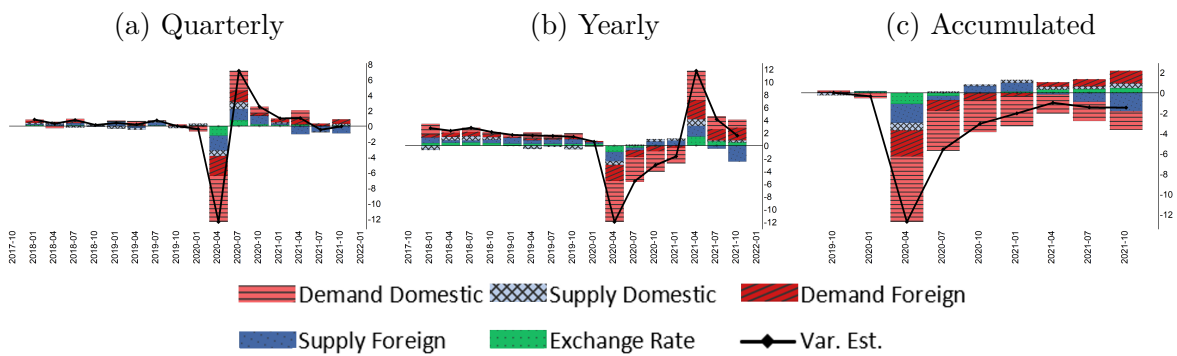 (a) Quarterly (b) Yearly (c) Accumulated
8 6 4 2 0 -2 -4 -6 -8 -10 -12
12 10 8 6 4 2 0 -2 -4 -6 -8 -10 -12
2 0 -2 -4 -6 -8 -10 -12
2017-10 2018-01 2018-04 2018-07 2018-10 2019-01 2019-04 2019-07 2019-10 2020-01 2020-04 2020-07 2020-10 2021-01 2021-04 2021-07 2021-10 2022-01
2017-10 2018-01 2018-04 2018-07 2018-10 2019-01 2019-04 2019-07 2019-10 2020-01 2020-04 2020-07 2020-10 2021-01 2021-04 2021-07 2021-10 2022-01
2019-10 2020-01 2020-04 2020-07 2020-10 2021-01 2021-04 2021-07 2021-10
Demand Domestic Supply Domestic Demand Foreign
Supply Foreign Exchange Rate Var. Est.